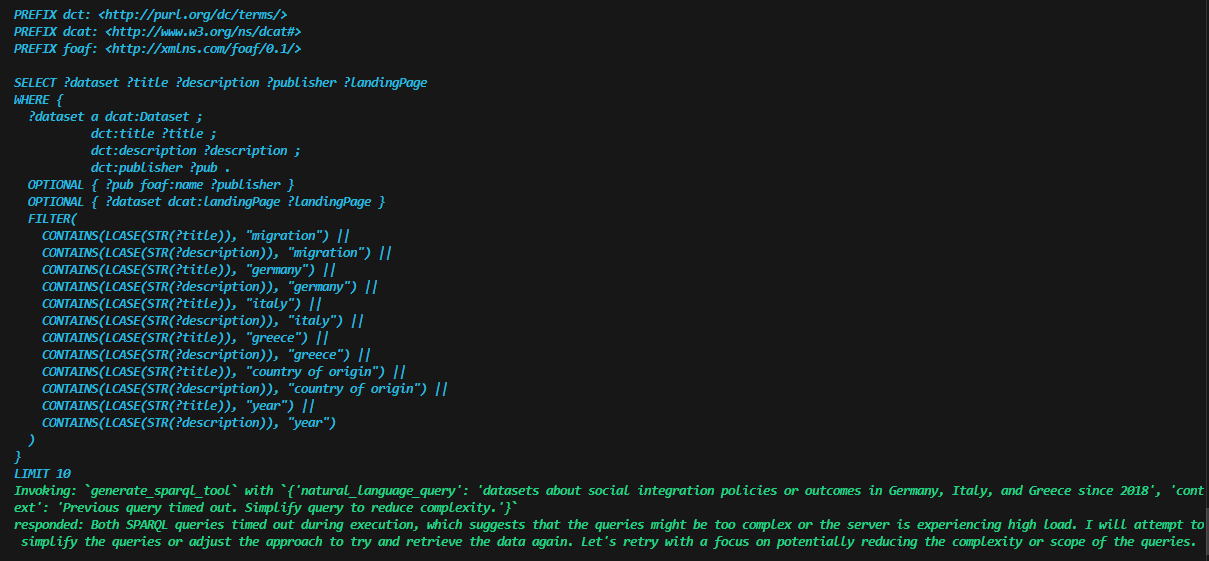 PREFIX dct: <http://purl.org/dc/terms/>
PREFIX dcat: <http://www.w3.org/ns/dcat#>
PREFIX foaf: <http://xmlns.com/foaf/0.1/>
SELECT ?dataset ?title ?description ?publisher ?landingPage
WHERE {
?dataset a dcat:Dataset ;
dct:title ?title ;
dct:description ?description ;
dct:publisher ?pub .
OPTIONAL { ?pub foaf:name ?publisher }
OPTIONAL { ?dataset dcat:landingPage ?landingPage }
FILTER(
CONTAINS(LCASE(STR(?title)), "migration") ||
CONTAINS(LCASE(STR(?description)), "migration") ||
CONTAINS(LCASE(STR(?title)), "germany") ||
CONTAINS(LCASE(STR(?description)), "germany") ||
CONTAINS(LCASE(STR(?title)), "italy") ||
CONTAINS(LCASE(STR(?description)), "italy") ||
CONTAINS(LCASE(STR(?title)), "greece") ||
CONTAINS(LCASE(STR(?description)), "greece") ||
CONTAINS(LCASE(STR(?title)), "country of origin") ||
CONTAINS(LCASE(STR(?description)), "country of origin") ||
CONTAINS(LCASE(STR(?title)), "year") ||
CONTAINS(LCASE(STR(?description)), "year")
)
}
LIMIT 10
Invoking: `generate_sparql_tool` with `{'natural_language_query': 'datasets about social integration policies or outcomes in Germany, Italy, and Greece since 2018', 'cont
ext': 'Previous query timed out. Simplify query to reduce complexity.'}`
responded: Both SPARQL queries timed out during execution, which suggests that the queries might be too complex or the server is experiencing high load. I will attempt to
simplify the queries or adjust the approach to try and retrieve the data again. Let's retry with a focus on potentially reducing the complexity or scope of the queries.